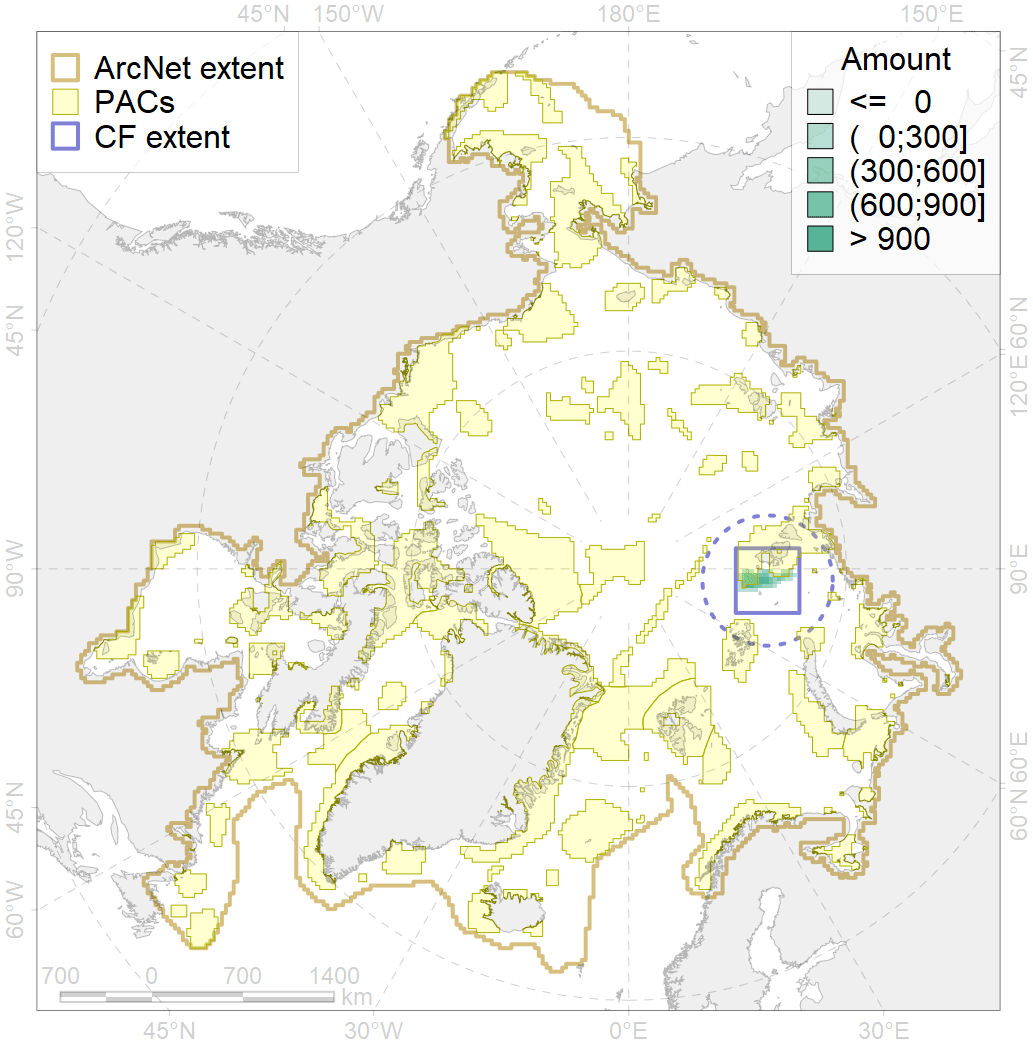 45°N 150°W 180°E 150°E
ArcNet extent
PACs
CF extent
Amount
<= 0
( 0;300]
(300;600]
(600;900]
> 900
45°N
120°W
45°N
60°N
120°E
90°W
90°E
45°N
60°W
60°E
60°N
700 0 700 1400
km
45°N 30°W 0°E 30°E